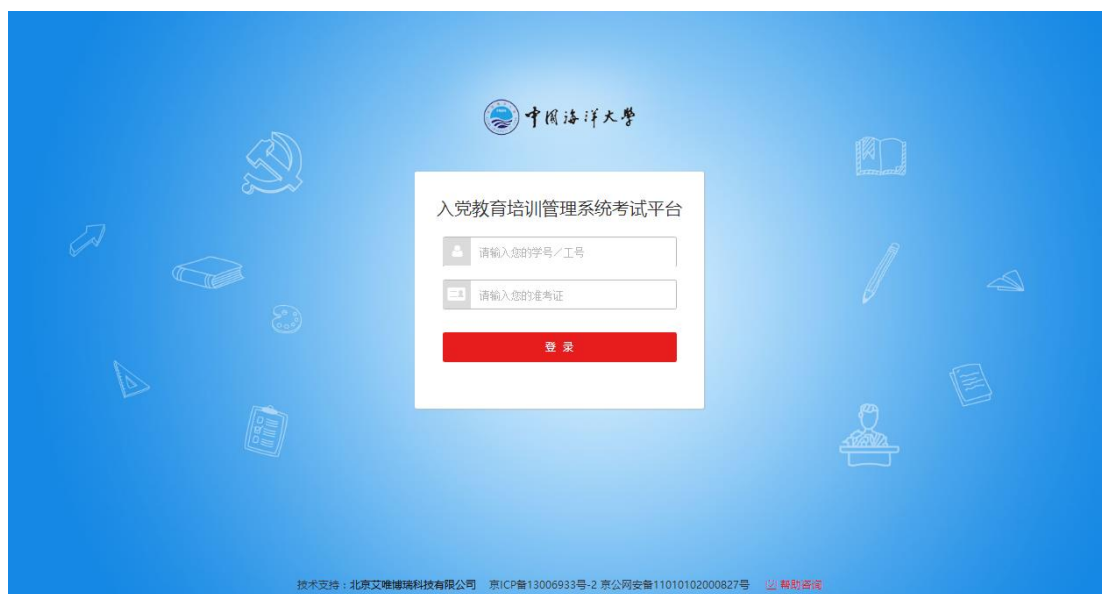 中国海洋大學
入党教育培训管理系统考试平台
请输入您的学号／工号
请输入您的准考证
登 录
技术支持：北京艾唯博瑞科技有限公司 京ICP备13006933号-2 京公网安备11010102000827号 帮助咨询